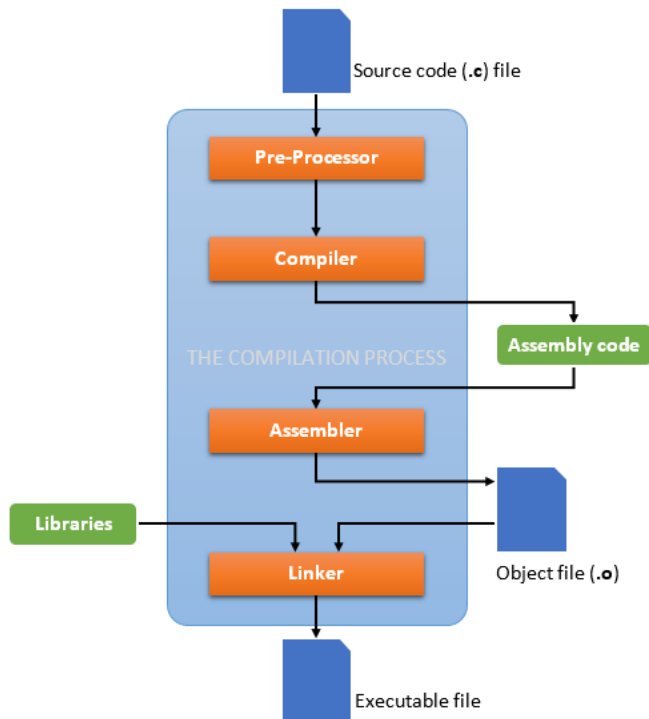 Source code (.c) file
Pre-Processor
Compiler
Assembly code
THE COMPILATION PROCESS
Assembler
Libraries
Linker
Object file (.o)
Executable file